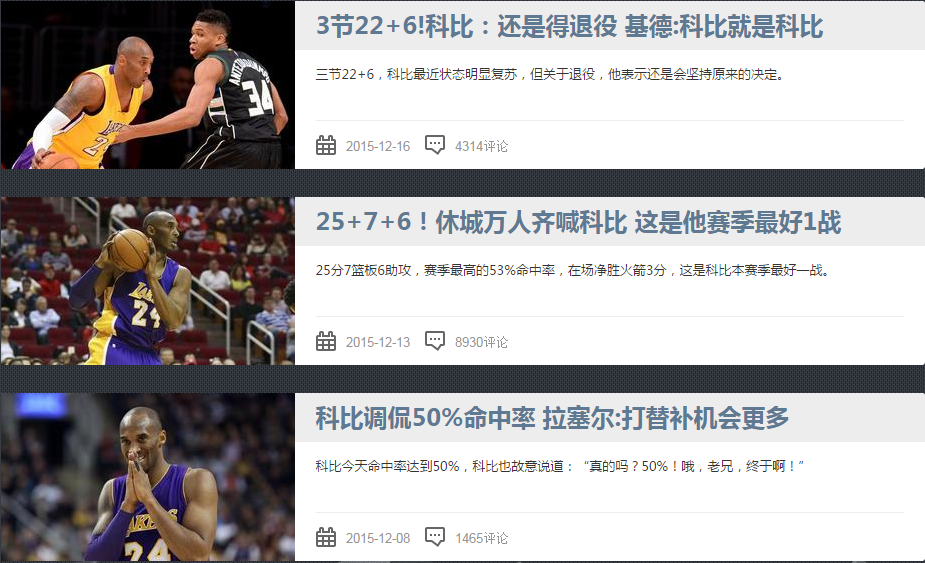 3节22+6!科比：还是得退役 基德:科比就是科比
三节22+6，科比最近状态明显复苏，但关于退役，他表示还是会坚持原来的决定。
2015-12-16 4314评论
ANTETOKOUNMPO
34
LAKERS
25+7+6！休城万人齐喊科比 这是他赛季最好1战
25分7篮板6助攻，赛季最高的53%命中率，在场净胜火箭3分，这是科比本赛季最好一战。
2015-12-13 8930评论
24
科比调侃50%命中率 拉塞尔:打替补机会更多
科比今天命中率达到50%，科比也故意说道：“真的吗？50%！哦，老兄，终于啊！”
2015-12-08 1465评论
LAKERS
24